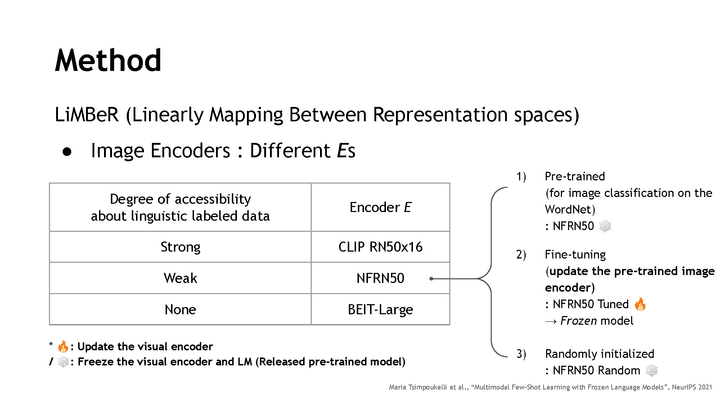 Method
LiMBeR (Linearly Mapping Between Representation spaces)
● Image Encoders : Different Es
Degree of accessibility
about linguistic labeled data
Encoder E
Strong
CLIP RN50x16
Weak
NFRN50
None
BEIT-Large
* 🔥: Update the visual encoder
/ ❄️: Freeze the visual encoder and LM (Released pre-trained model)
1) Pre-trained
(for image classification on the
WordNet)
: NFRN50 ❄️
2) Fine-tuning
(update the pre-trained image
encoder)
: NFRN50 Tuned 🔥
→ Frozen model
3) Randomly initialized
: NFRN50 Random ❄️
Maria Tsimpoukelli et al., “Multimodal Few-Shot Learning with Frozen Language Models”, NeurIPS 2021